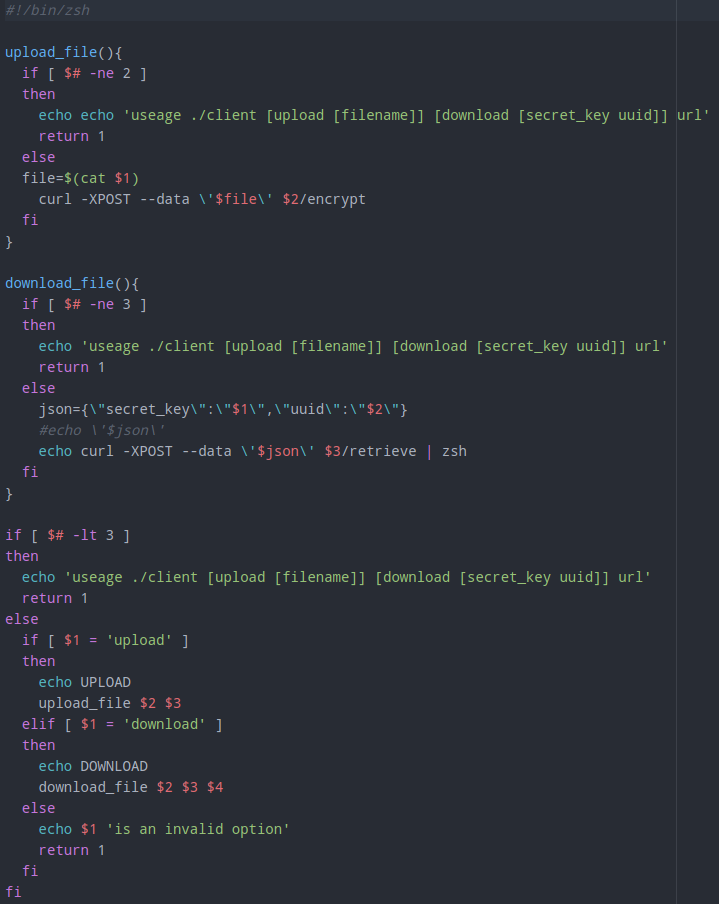 #!/bin/zsh

upload_file(){
  if [ $# -ne 2 ]
  then
    echo echo 'useage ./client [upload [filename]] [download [secret_key uuid]] url'
    return 1
  else
  file=$(cat $1)
    curl -XPOST --data \'$file\' $2/encrypt
  fi
}

download_file(){
  if [ $# -ne 3 ]
  then
    echo 'useage ./client [upload [filename]] [download [secret_key uuid]] url'
    return 1
  else
    json={\"secret_key\":\"$1\",\"uuid\":\"$2\"}
    #echo \'$json\'
    echo curl -XPOST --data \'$json\' $3/retrieve | zsh
  fi
}

if [ $# -lt 3 ]
then
  echo 'useage ./client [upload [filename]] [download [secret_key uuid]] url'
  return 1
else
  if [ $1 = 'upload' ]
  then
    echo UPLOAD
    upload_file $2 $3
  elif [ $1 = 'download' ]
  then
    echo DOWNLOAD
    download_file $2 $3 $4
  else
    echo $1 'is an invalid option'
    return 1
  fi
fi